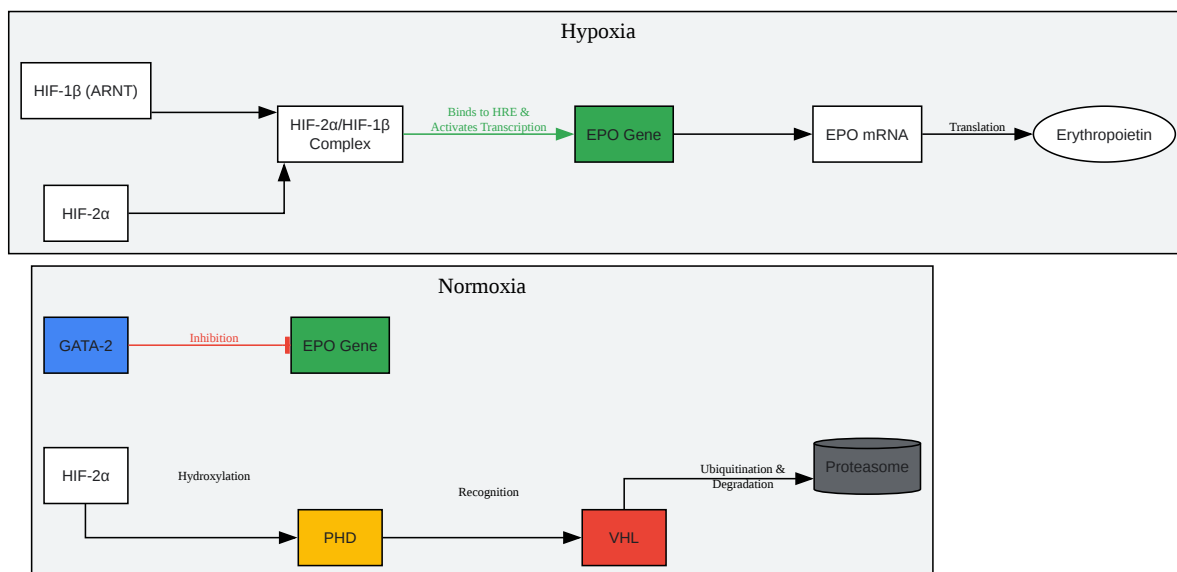 Hypoxia
HIF-1β (ARNT)
HIF-2α/HIF-1β
Complex
Binds to HRE &
Activates Transcription
EPO Gene
EPO mRNA
Translation
Erythropoietin
HIF-2α
Normoxia
GATA-2
Inhibition
EPO Gene
HIF-2α
Hydroxylation
PHD
Recognition
VHL
Ubiquitination &
Degradation
Proteasome